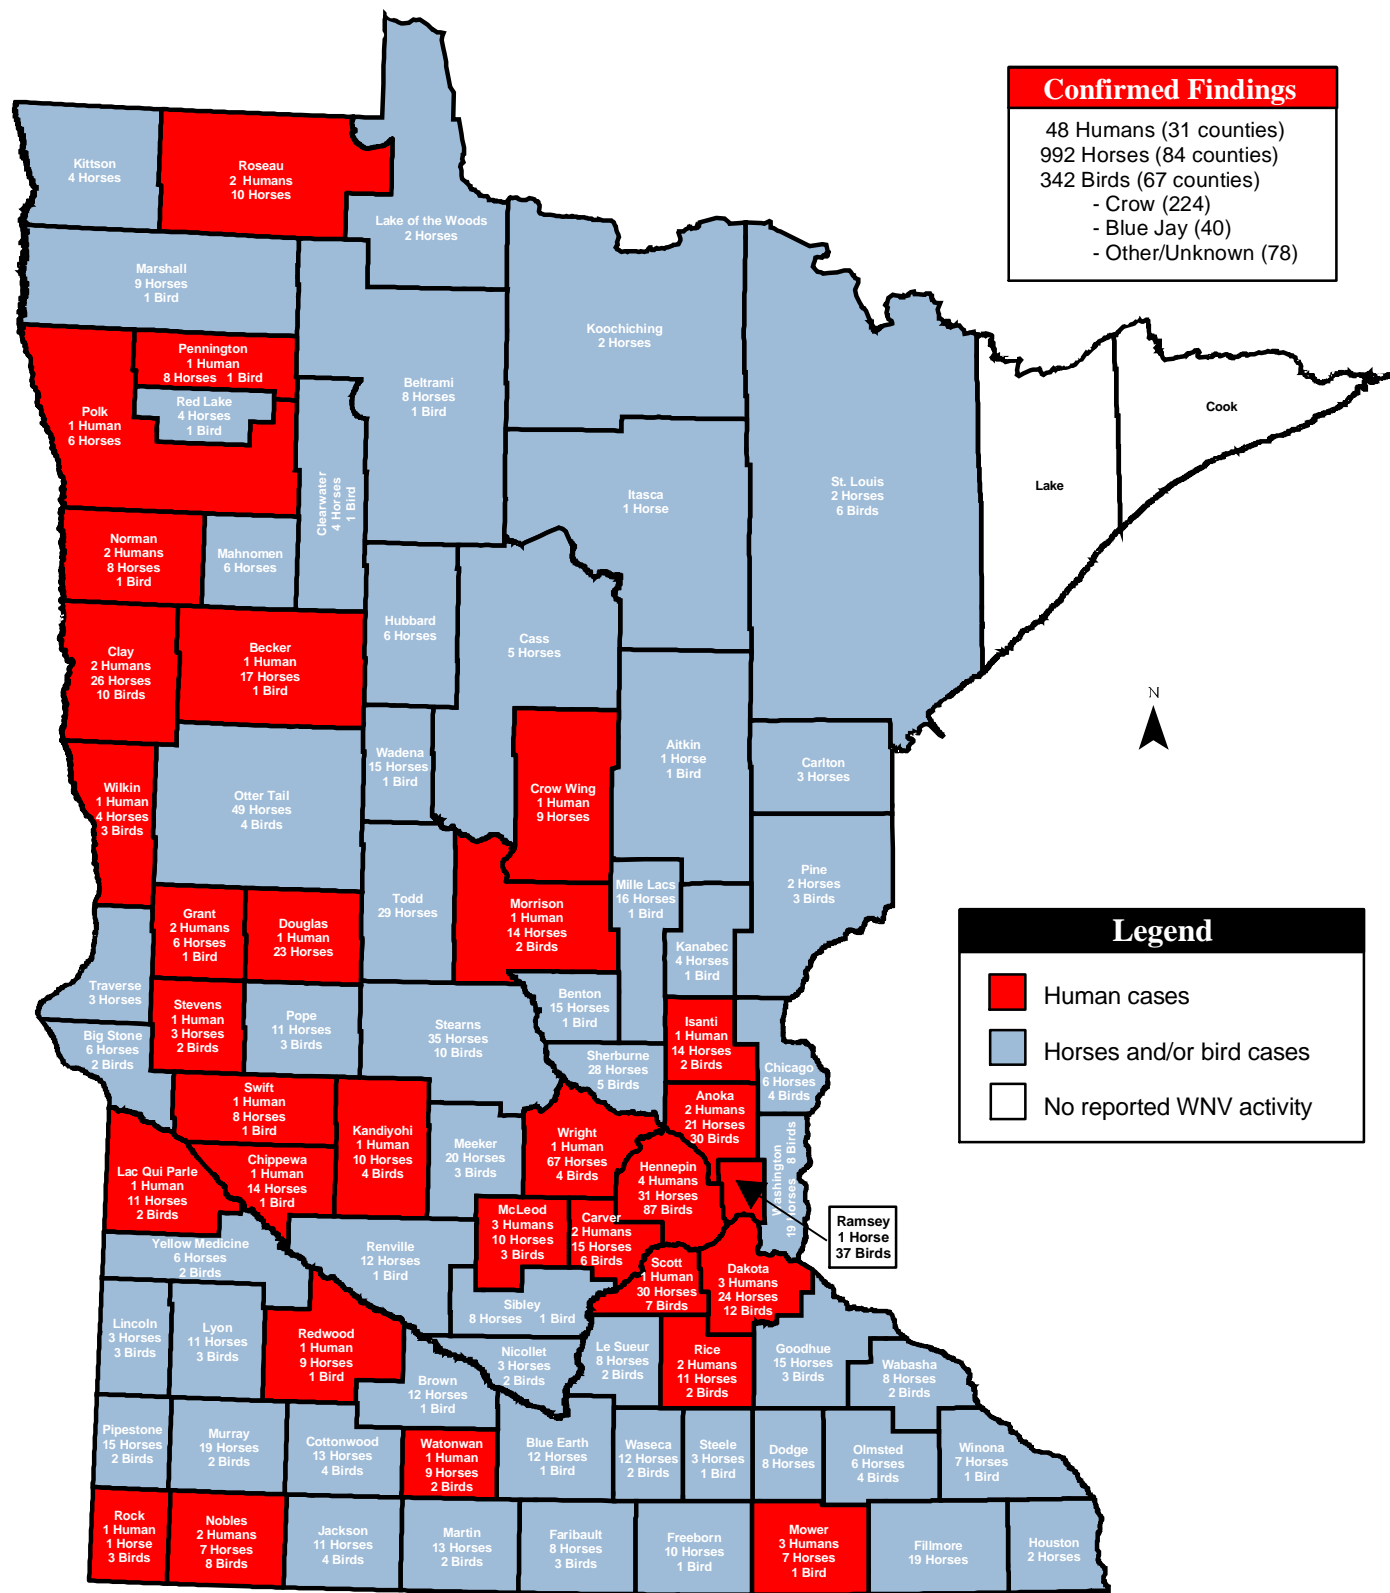 Confirmed Findings
48 Humans (31 counties)
992 Horses (84 counties)
342 Birds (67 counties)
- Crow (224)
- Blue Jay (40)
- Other/Unknown (78)
Kittson
4 Horses
Roseau
2 Humans
10 Horses
Lake of the Woods
2 Horses
Marshall
9 Horses
1 Bird
Koochiching
2 Horses
Pennington
1 Human
8 Horses 1 Bird
Red Lake
4 Horses
1 Bird
Polk
1 Human
6 Horses
Beltrami
8 Horses
1 Bird
Clearwater
4 Horses
1 Bird
Itasca
1 Horse
St. Louis
2 Horses
6 Birds
Lake
Cook
Norman
2 Humans
8 Horses
1 Bird
Mahnomen
6 Horses
Hubbard
6 Horses
Cass
5 Horses
Clay
2 Humans
26 Horses
10 Birds
Becker
1 Human
17 Horses
1 Bird
N
Wadena
15 Horses
1 Bird
Aitkin
1 Horse
1 Bird
Carlton
3 Horses
Wilkin
1 Human
4 Horses
3 Birds
Otter Tail
49 Horses
4 Birds
Crow Wing
1 Human
9 Horses
Todd
29 Horses
Morrison
1 Human
14 Horses
2 Birds
Mille Lacs
16 Horses
1 Bird
Pine
2 Horses
3 Birds
Kanabec
4 Horses
1 Bird
Grant
2 Humans
6 Horses
1 Bird
Douglas
1 Human
23 Horses
Legend
Human cases
Horses and/or bird cases
No reported WNV activity
Traverse
3 Horses
Stevens
1 Human
3 Horses
2 Birds
Pope
11 Horses
3 Birds
Stearns
35 Horses
10 Birds
Benton
15 Horses
1 Bird
Big Stone
6 Horses
2 Birds
Sherburne
28 Horses
5 Birds
Isanti
1 Human
14 Horses
2 Birds
Chicago
6 Horses
4 Birds
Swift
1 Human
8 Horses
1 Bird
Kandiyohi
1 Human
10 Horses
4 Birds
Meeker
20 Horses
3 Birds
Wright
1 Human
67 Horses
4 Birds
Anoka
2 Humans
21 Horses
30 Birds
Washington
19 Horses 8 Birds
Lac Qui Parle
1 Human
11 Horses
2 Birds
Chippewa
1 Human
14 Horses
1 Bird
Hennepin
4 Humans
31 Horses
87 Birds
Ramsey
1 Horse
37 Birds
McLeod
3 Humans
10 Horses
3 Birds
Carver
2 Humans
15 Horses
6 Birds
Yellow Medicine
6 Horses
2 Birds
Renville
12 Horses
1 Bird
Scott
1 Human
30 Horses
7 Birds
Dakota
3 Humans
24 Horses
12 Birds
Sibley
8 Horses 1 Bird
Lincoln
3 Horses
3 Birds
Lyon
11 Horses
3 Birds
Redwood
1 Human
9 Horses
1 Bird
Nicollet
3 Horses
2 Birds
Le Sueur
8 Horses
2 Birds
Rice
2 Humans
11 Horses
2 Birds
Goodhue
15 Horses
3 Birds
Wabasha
8 Horses
2 Birds
Brown
12 Horses
1 Bird
Pipestone
15 Horses
2 Birds
Murray
19 Horses
2 Birds
Cottonwood
13 Horses
4 Birds
Watonwan
1 Human
9 Horses
2 Birds
Blue Earth
12 Horses
1 Bird
Waseca
12 Horses
2 Birds
Steele
3 Horses
1 Bird
Dodge
8 Horses
Olmsted
6 Horses
4 Birds
Winona
7 Horses
1 Bird
Rock
1 Human
1 Horse
3 Birds
Nobles
2 Humans
7 Horses
8 Birds
Jackson
11 Horses
4 Birds
Martin
13 Horses
2 Birds
Faribault
8 Horses
3 Birds
Freeborn
10 Horses
1 Bird
Mower
3 Humans
7 Horses
1 Bird
Fillmore
19 Horses
Houston
2 Horses